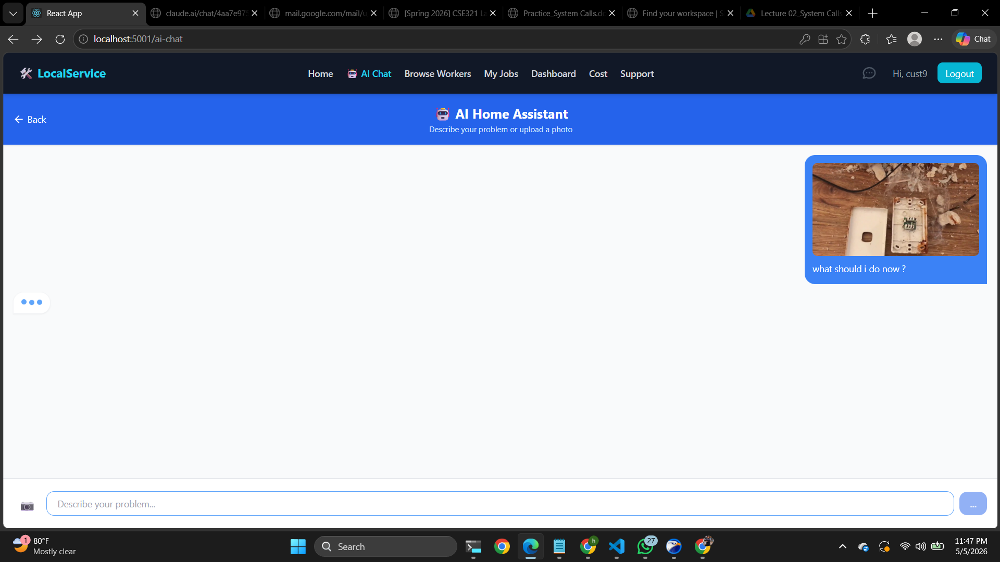 React App
claude.ai/chat/4aa7e97
mail.google.com/mail/u
[Spring 2026] CSE321 La
Practice_System Calls.do
Find your workspace | S
Lecture 02_System Calls
localhost:5001/ai-chat
Chat
LocalService
Home
AI Chat
Browse Workers
My Jobs
Dashboard
Cost
Support
Hi, cust9
Logout
← Back
AI Home Assistant
Describe your problem or upload a photo
what should i do now ?
Describe your problem...
...
1
80°F
Mostly clear
Search
h
27
11:47 PM
5/5/2026